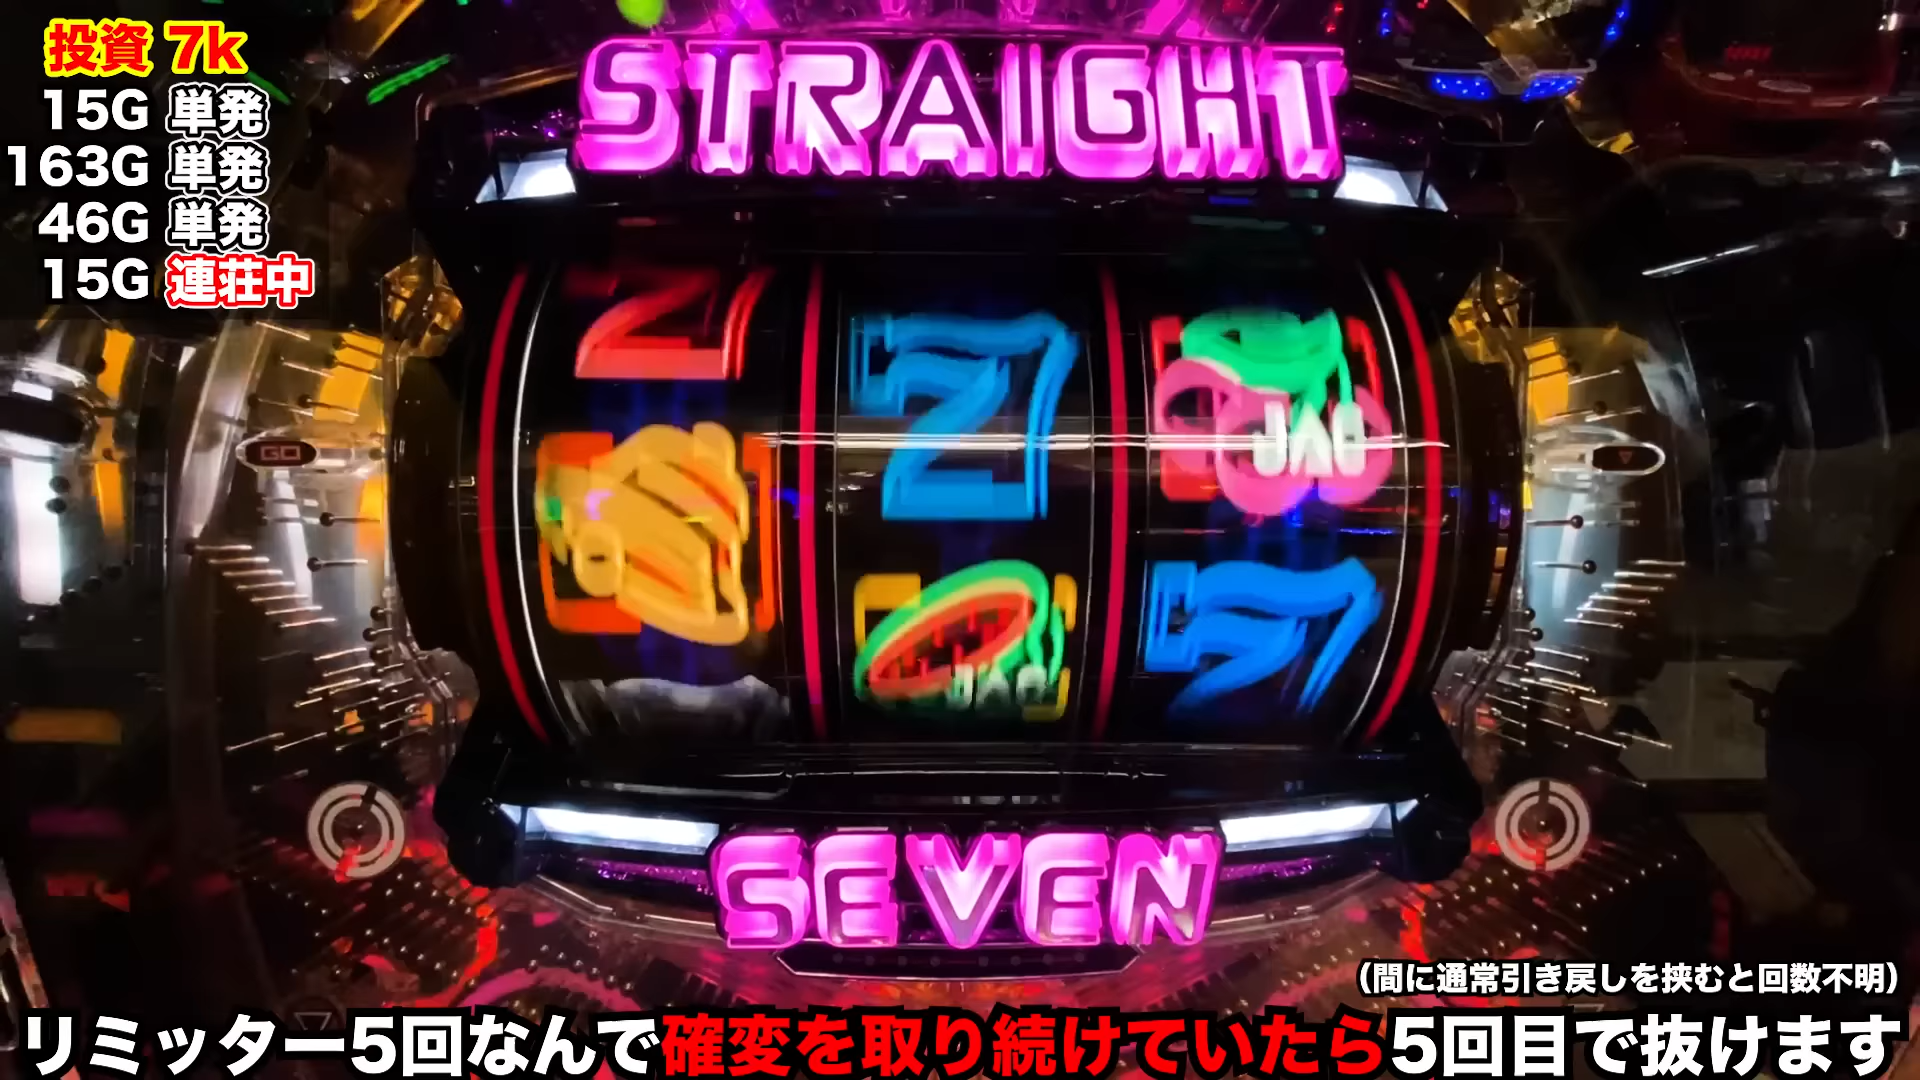 投資 7k
15G 単発
163G 単発
46G 単発
15G 連荘中
STRAIGHT
JAC
GO
JAC
SEVEN
(間に通常引き戻しを挟むと回数不明)
リミッター5回なんで確変を取り続けていたら5回目で抜けます